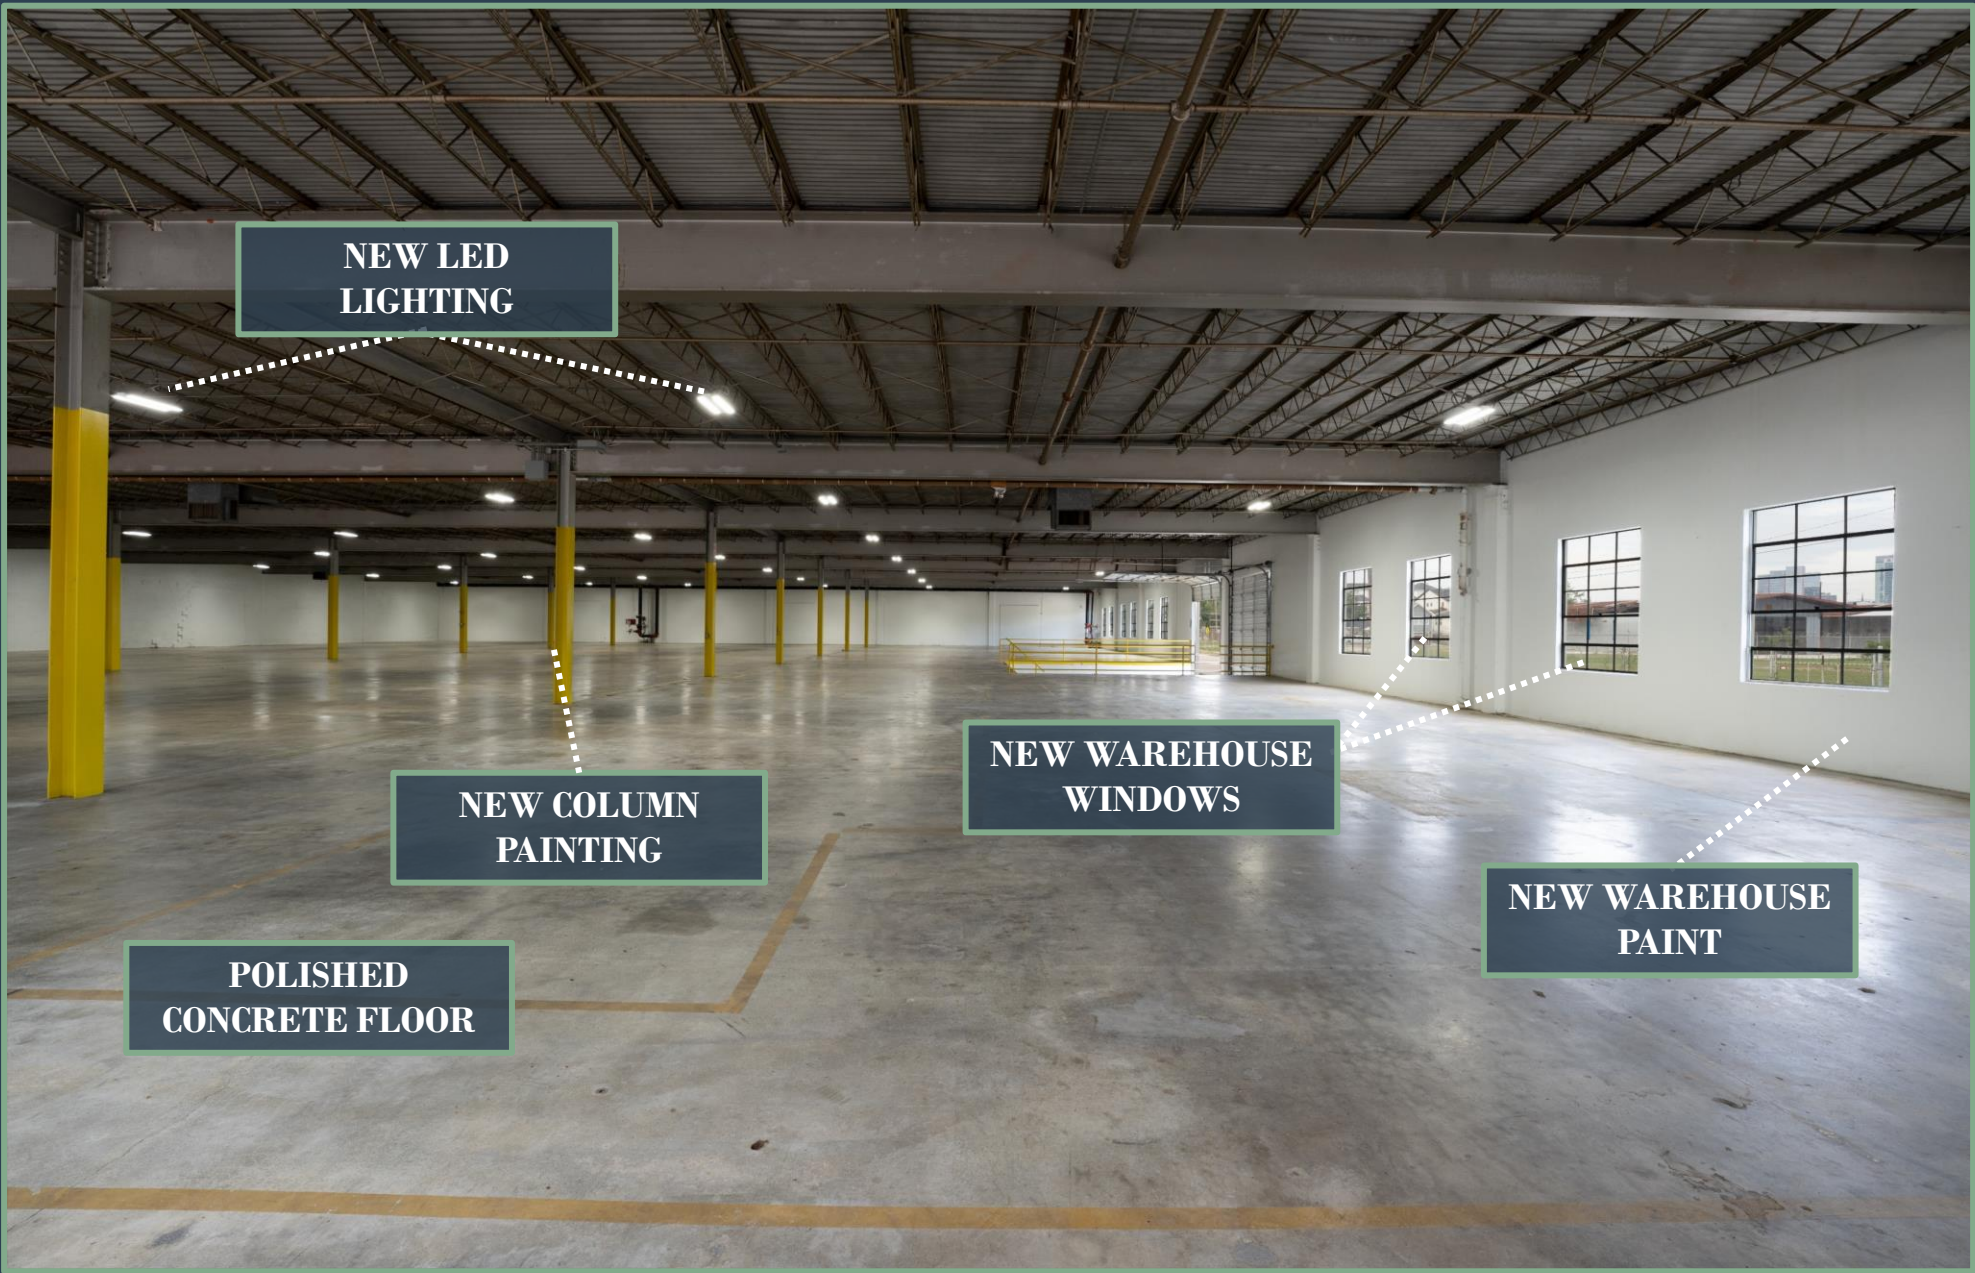 NEW LED
LIGHTING
NEW WAREHOUSE
WINDOWS
NEW COLUMN
PAINTING
NEW WAREHOUSE
PAINT
POLISHED
CONCRETE FLOOR